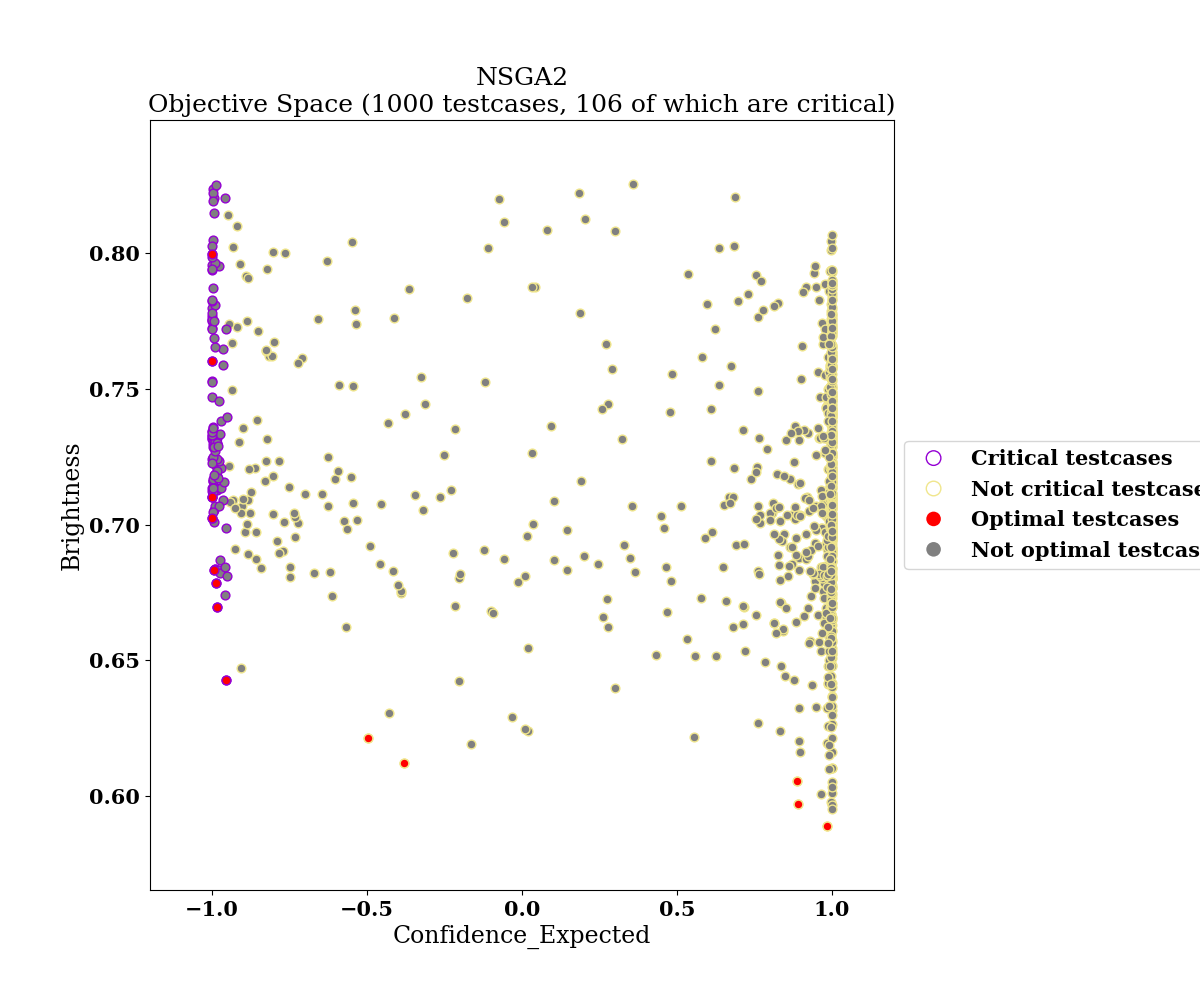 NSGA2
Objective Space (1000 testcases, 106 of which are critical)
0.80
0.75
0.70
0.65
0.60
Brightness
−1.0
−0.5
0.0
0.5
1.0
Confidence_Expected
Critical testcases
Not critical testcase
Optimal testcases
Not optimal testcas